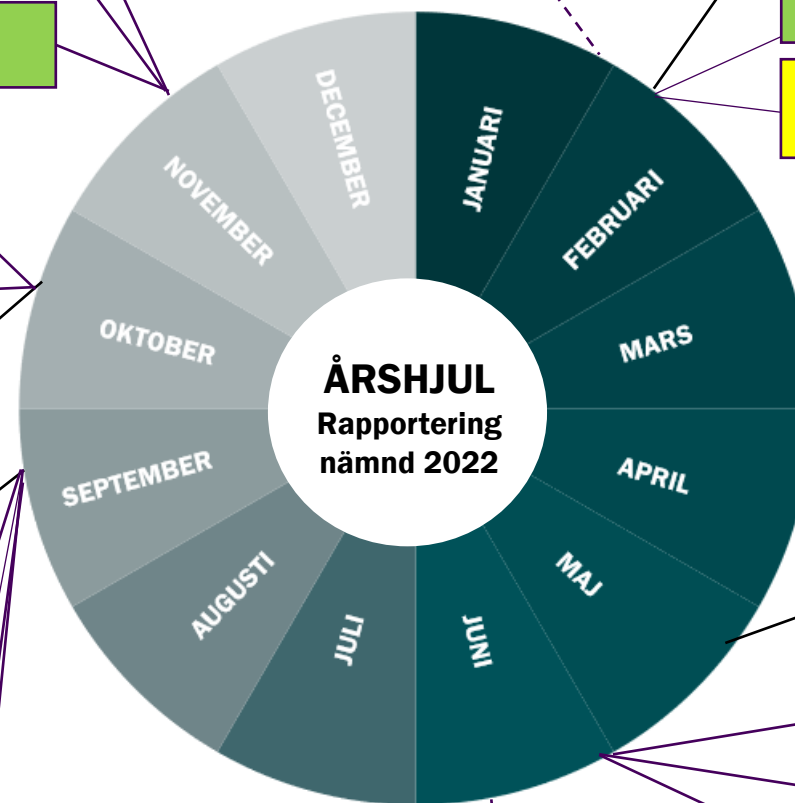 ÅRSHJUL
Rapportering
nämnd 2022
JANUARI
FEBRUARI
MARS
APRIL
MAJ
JUNI
JULI
AUGUSTI
SEPTEMBER
OKTOBER
NOVEMBER
DECEMBER